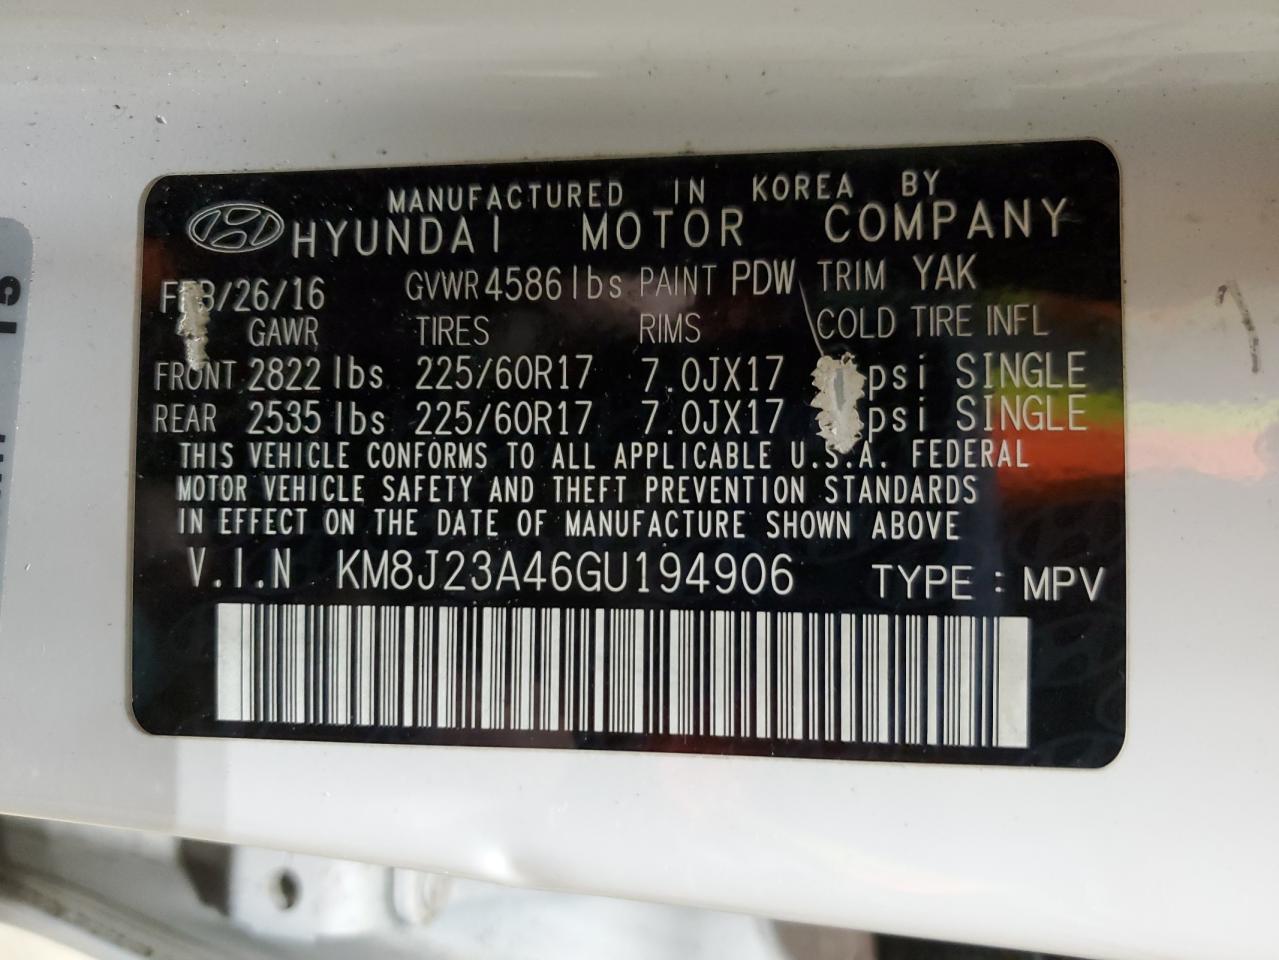 MANUFACTURED IN KOREA BY
HYUNDAI MOTOR COMPANY
/26/16 GVWR 4586 lbs PAINT PDW TRIM YAK
GAWR TIRES RIMS COLD TIRE INFL
FRONT 2822 lbs 225/60R17 7.0JX17 psi SINGLE
REAR 2535 lbs 225/60R17 7.0JX17 psi SINGLE
THIS VEHICLE CONFORMS TO ALL APPLICABLE U.S.A. FEDERAL
MOTOR VEHICLE SAFETY AND THEFT PREVENTION STANDARDS
IN EFFECT ON THE DATE OF MANUFACTURE SHOWN ABOVE
V.I.N KM8J23A46GU194906 TYPE : MPV